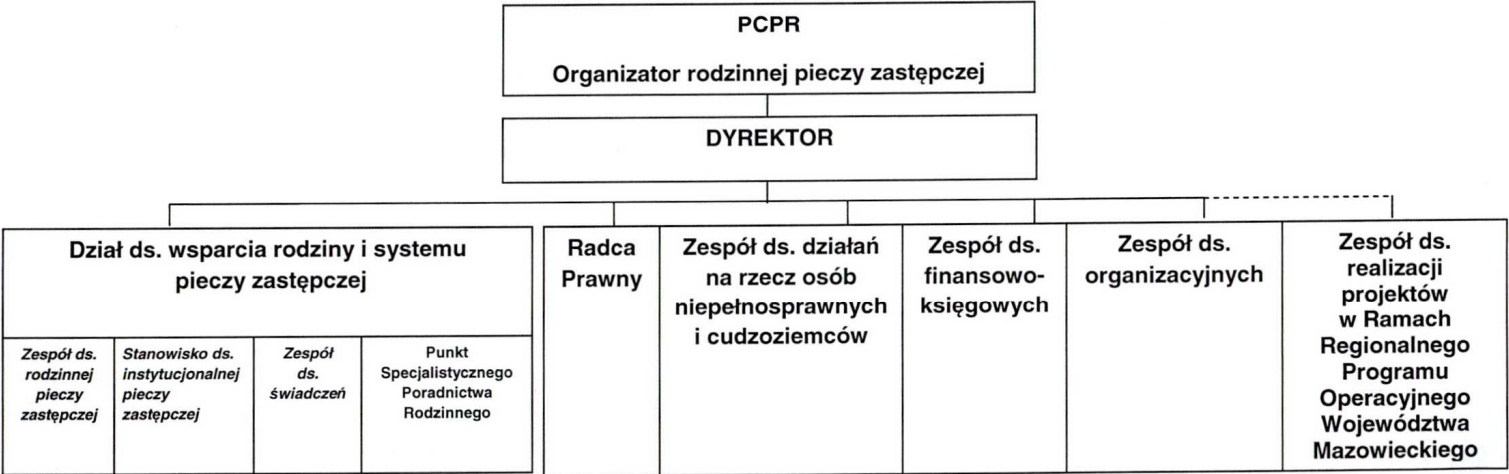 PCPR
Organizator rodzinnej pieczy zastępczej
DYREKTOR
Dział ds. wsparcia rodziny i systemu
pieczy zastępczej
Zespół ds.
rodzinnej
pieczy
zastępczej
Stanowisko ds.
instytucjonalnej
pieczy
zastępczej
Zespół
ds.
świadczeń
Punkt
Specjalistycznego
Poradnictwa
Rodzinnego
Radca
Prawny
Zespół ds. działań
na rzecz osób
niepełnosprawnych
i cudzoziemców
Zespół ds.
finansowo-
księgowych
Zespół ds.
organizacyjnych
Zespół ds.
realizacji
projektów
w Ramach
Regionalnego
Programu
Operacyjnego
Województwa
Mazowieckiego